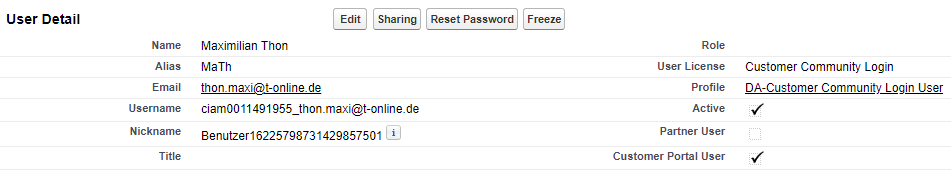 User Detail Edit Sharing Reset Password Freeze
Name Maximilian Thon Role
Alias MaTh User License Customer Community Login
Email thon.maxi@t-online.de Profile DA-Customer Community Login User
Username ciam0011491955_thon.maxi@t-online.de Active
Nickname Benutzer16225798731429857501 i Partner User
Title Customer Portal User